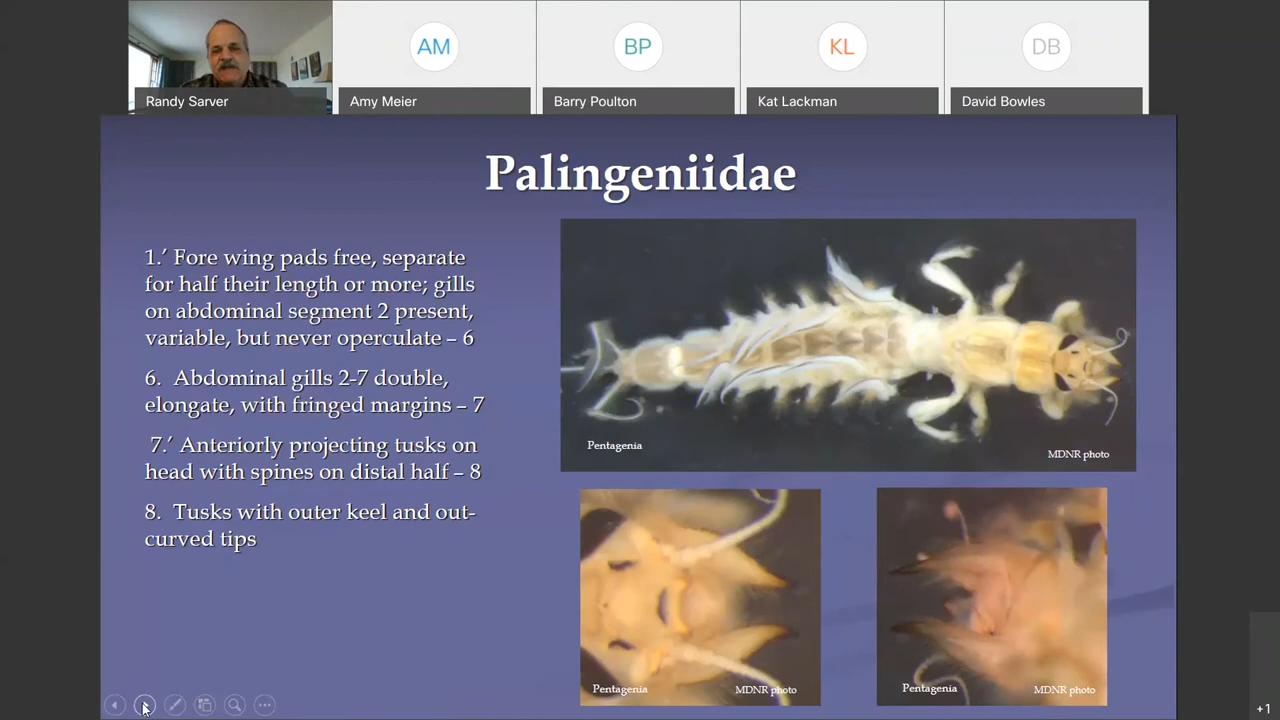 AM
BP
KL
DB
Randy Sarver
Amy Meier
Barry Poulton
Kat Lackman
David Bowles
Palingeniidae
1.′ Fore wing pads free, separate
for half their length or more; gills
on abdominal segment 2 present,
variable, but never operculate – 6
6.  Abdominal gills 2-7 double,
elongate, with fringed margins – 7
7.′ Anteriorly projecting tusks on
head with spines on distal half – 8
8.  Tusks with outer keel and out-
curved tips
Pentagenia
MDNR photo
Pentagenia
MDNR photo
Pentagenia
MDNR photo
+1